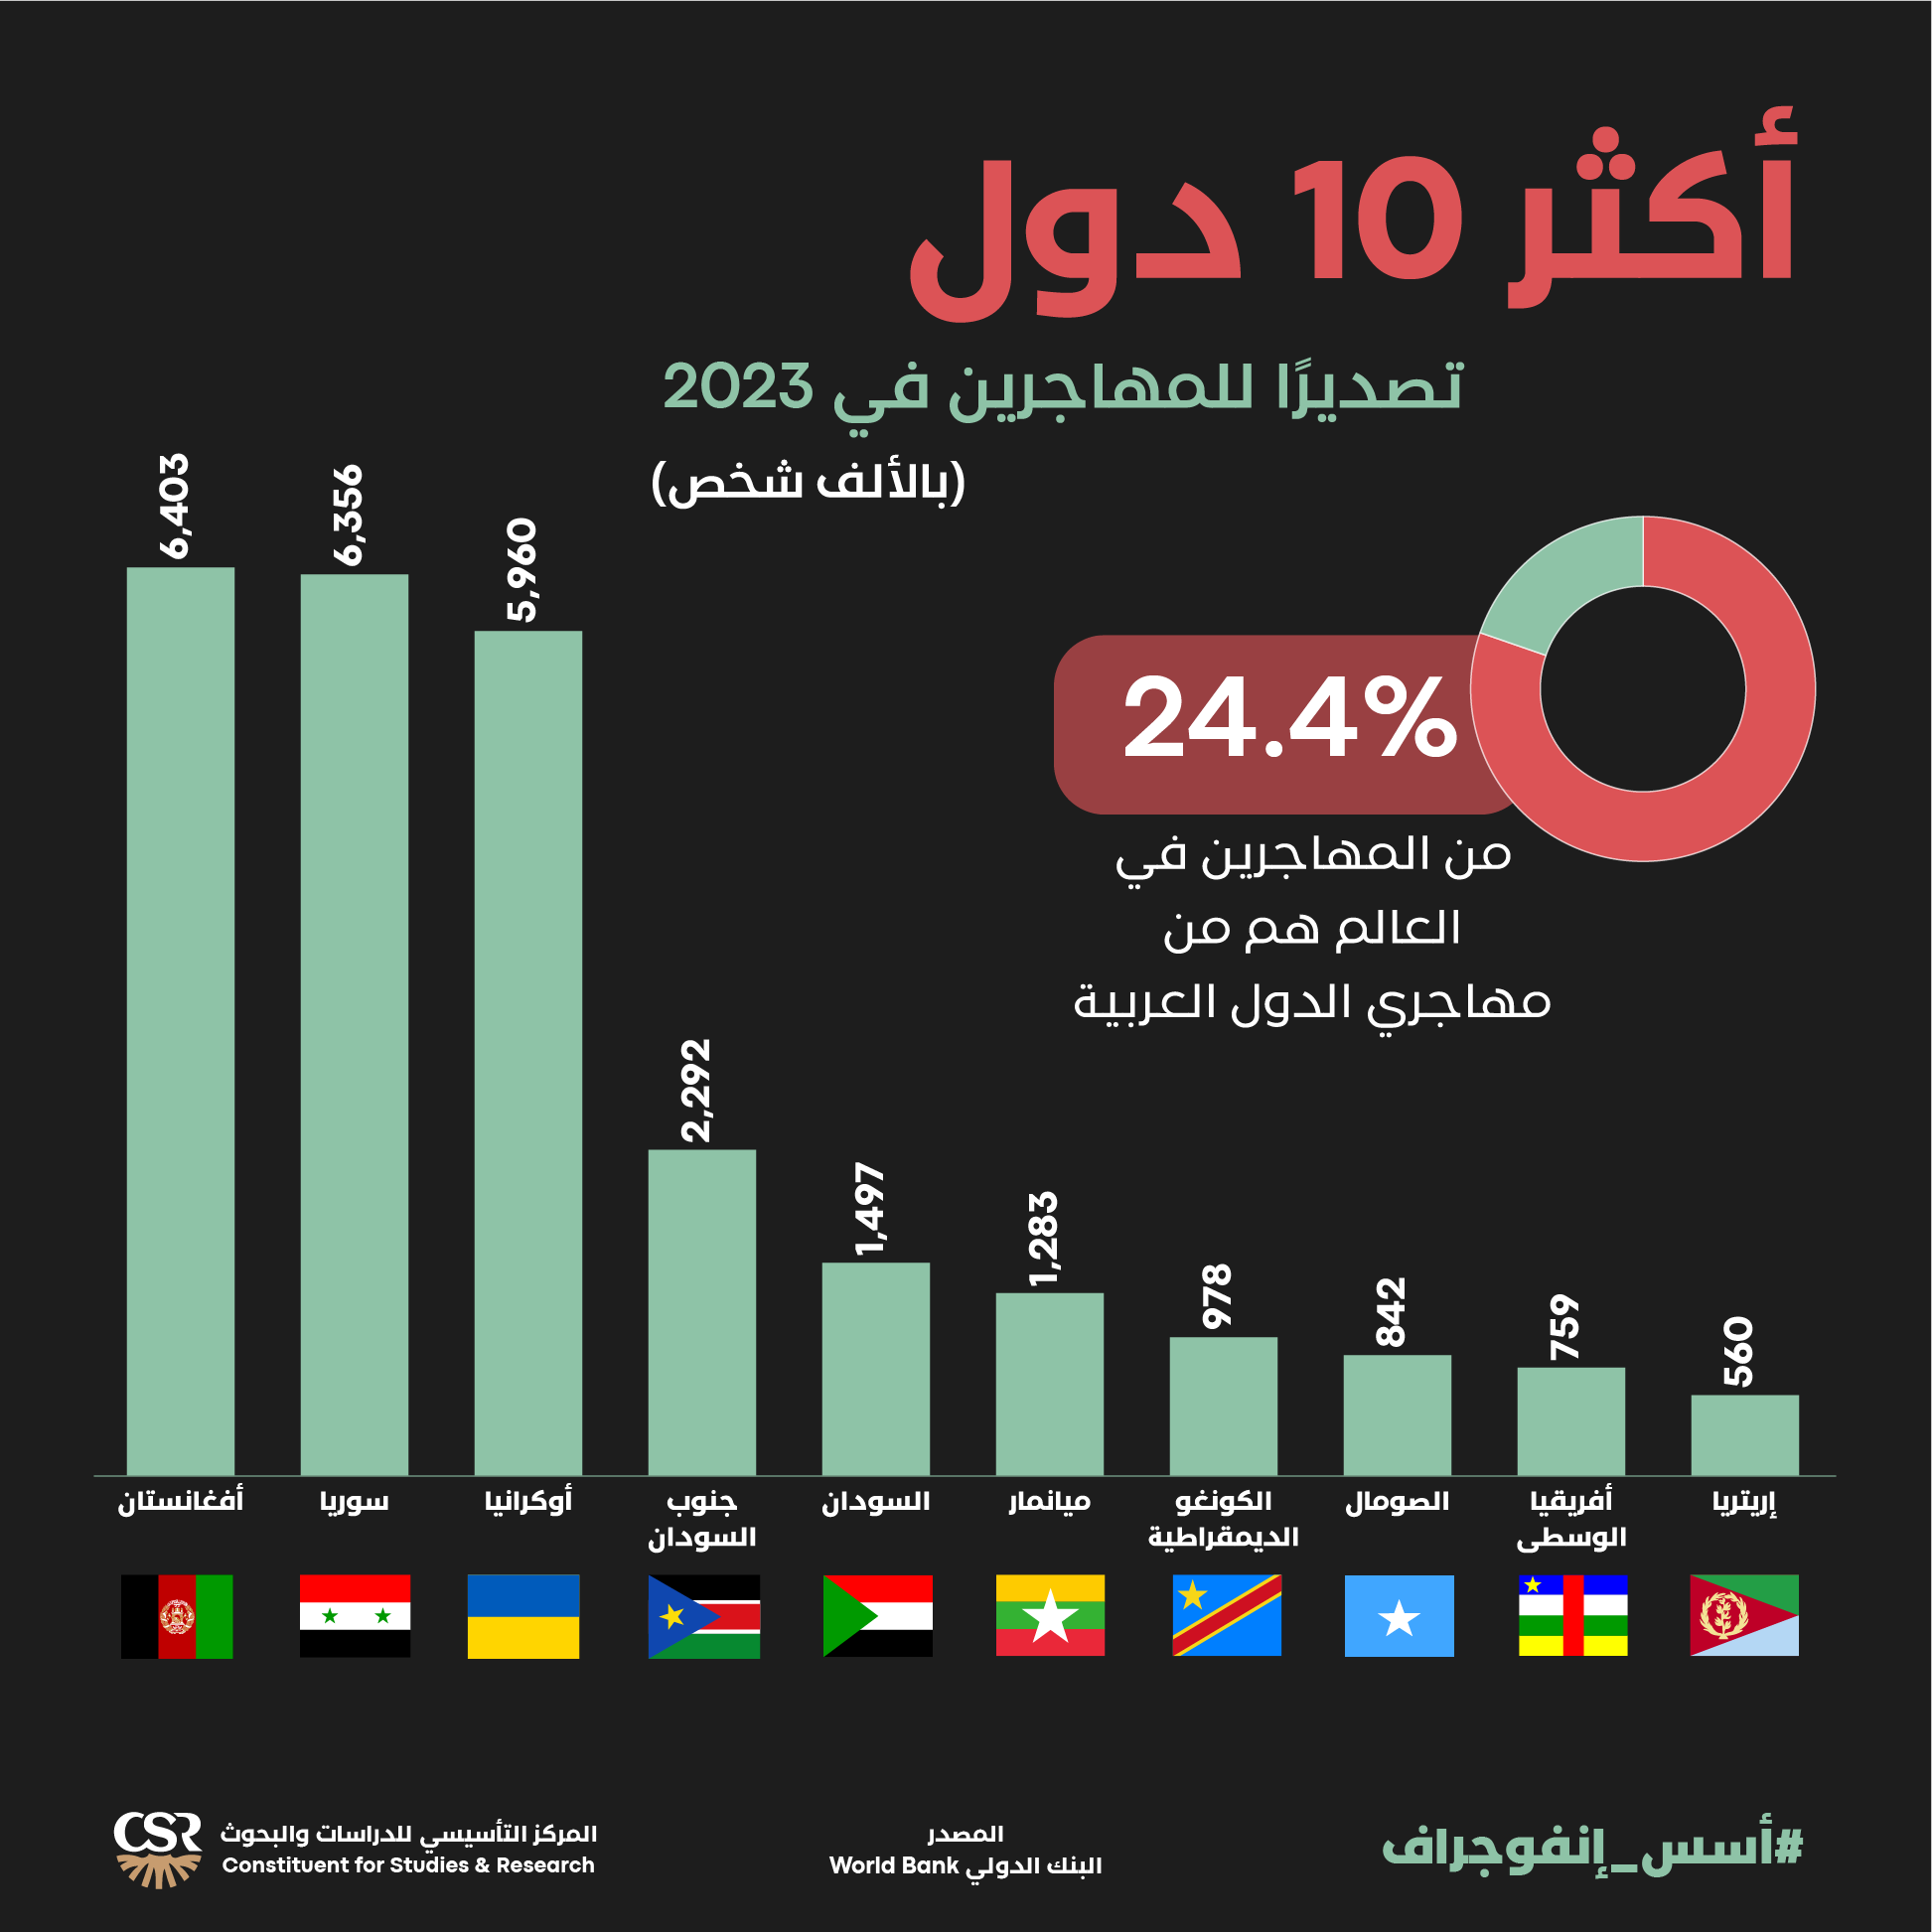 أكثر 10 دول
تصديرًا للمهاجرين في 2023
(بالألف شخص)
24.4%
من المهاجرين في
العالم هم من
مهاجري الدول العربية
6,403
6,356
5,960
2,292
1,497
1,283
978
842
759
560
أفغانستان
سوريا
أوكرانيا
جنوب
السودان
السودان
ميانمار
الكونغو
الديمقراطية
الصومال
أفريقيا
الوسطى
إريتريا
CSR
المركز التأسيسي للدراسات والبحوث
Constituent for Studies & Research
المصدر
البنك الدولي World Bank
#أسس_إنفوجراف